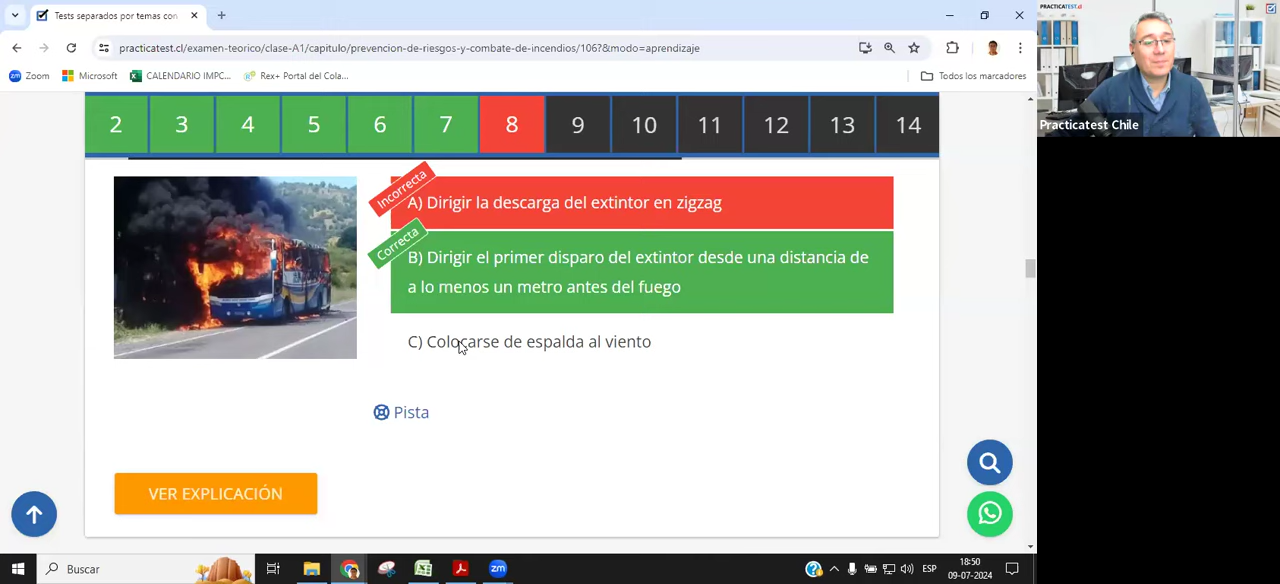 Tests separados por temas con
practicatest.cl/examen-teorico/clase-A1/capitulo/prevencion-de-riesgos-y-combate-de-incendios/1067&modo=aprendizaje
Zoom
Microsoft
CALENDARIO IMPC...
Rex+ Portal del Cola...
Todos los marcadores
PRACTICATEST.cl
Practicatest Chile
2
3
4
5
6
7
8
9
10
11
12
13
14
Incorrecta
A) Dirigir la descarga del extintor en zigzag
Correcta
B) Dirigir el primer disparo del extintor desde una distancia de
a lo menos un metro antes del fuego
C) Colocarse de espalda al viento
Pista
VER EXPLICACIÓN
Buscar
zm
ESP
18:50
09-07-2024